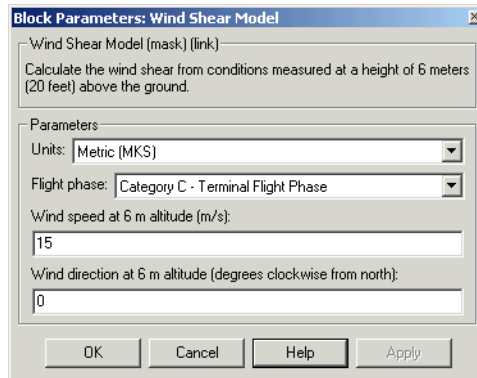 Block Parameters: Wind Shear Model
Wind Shear Model (mask) (link)
Calculate the wind shear from conditions measured at a height of 6 meters
(20 feet) above the ground.
Parameters
Units: Metric (MKS)
Flight phase: Category C - Terminal Flight Phase
Wind speed at 6 m altitude (m/s):
15
Wind direction at 6 m altitude (degrees clockwise from north):
0
OK Cancel Help Apply